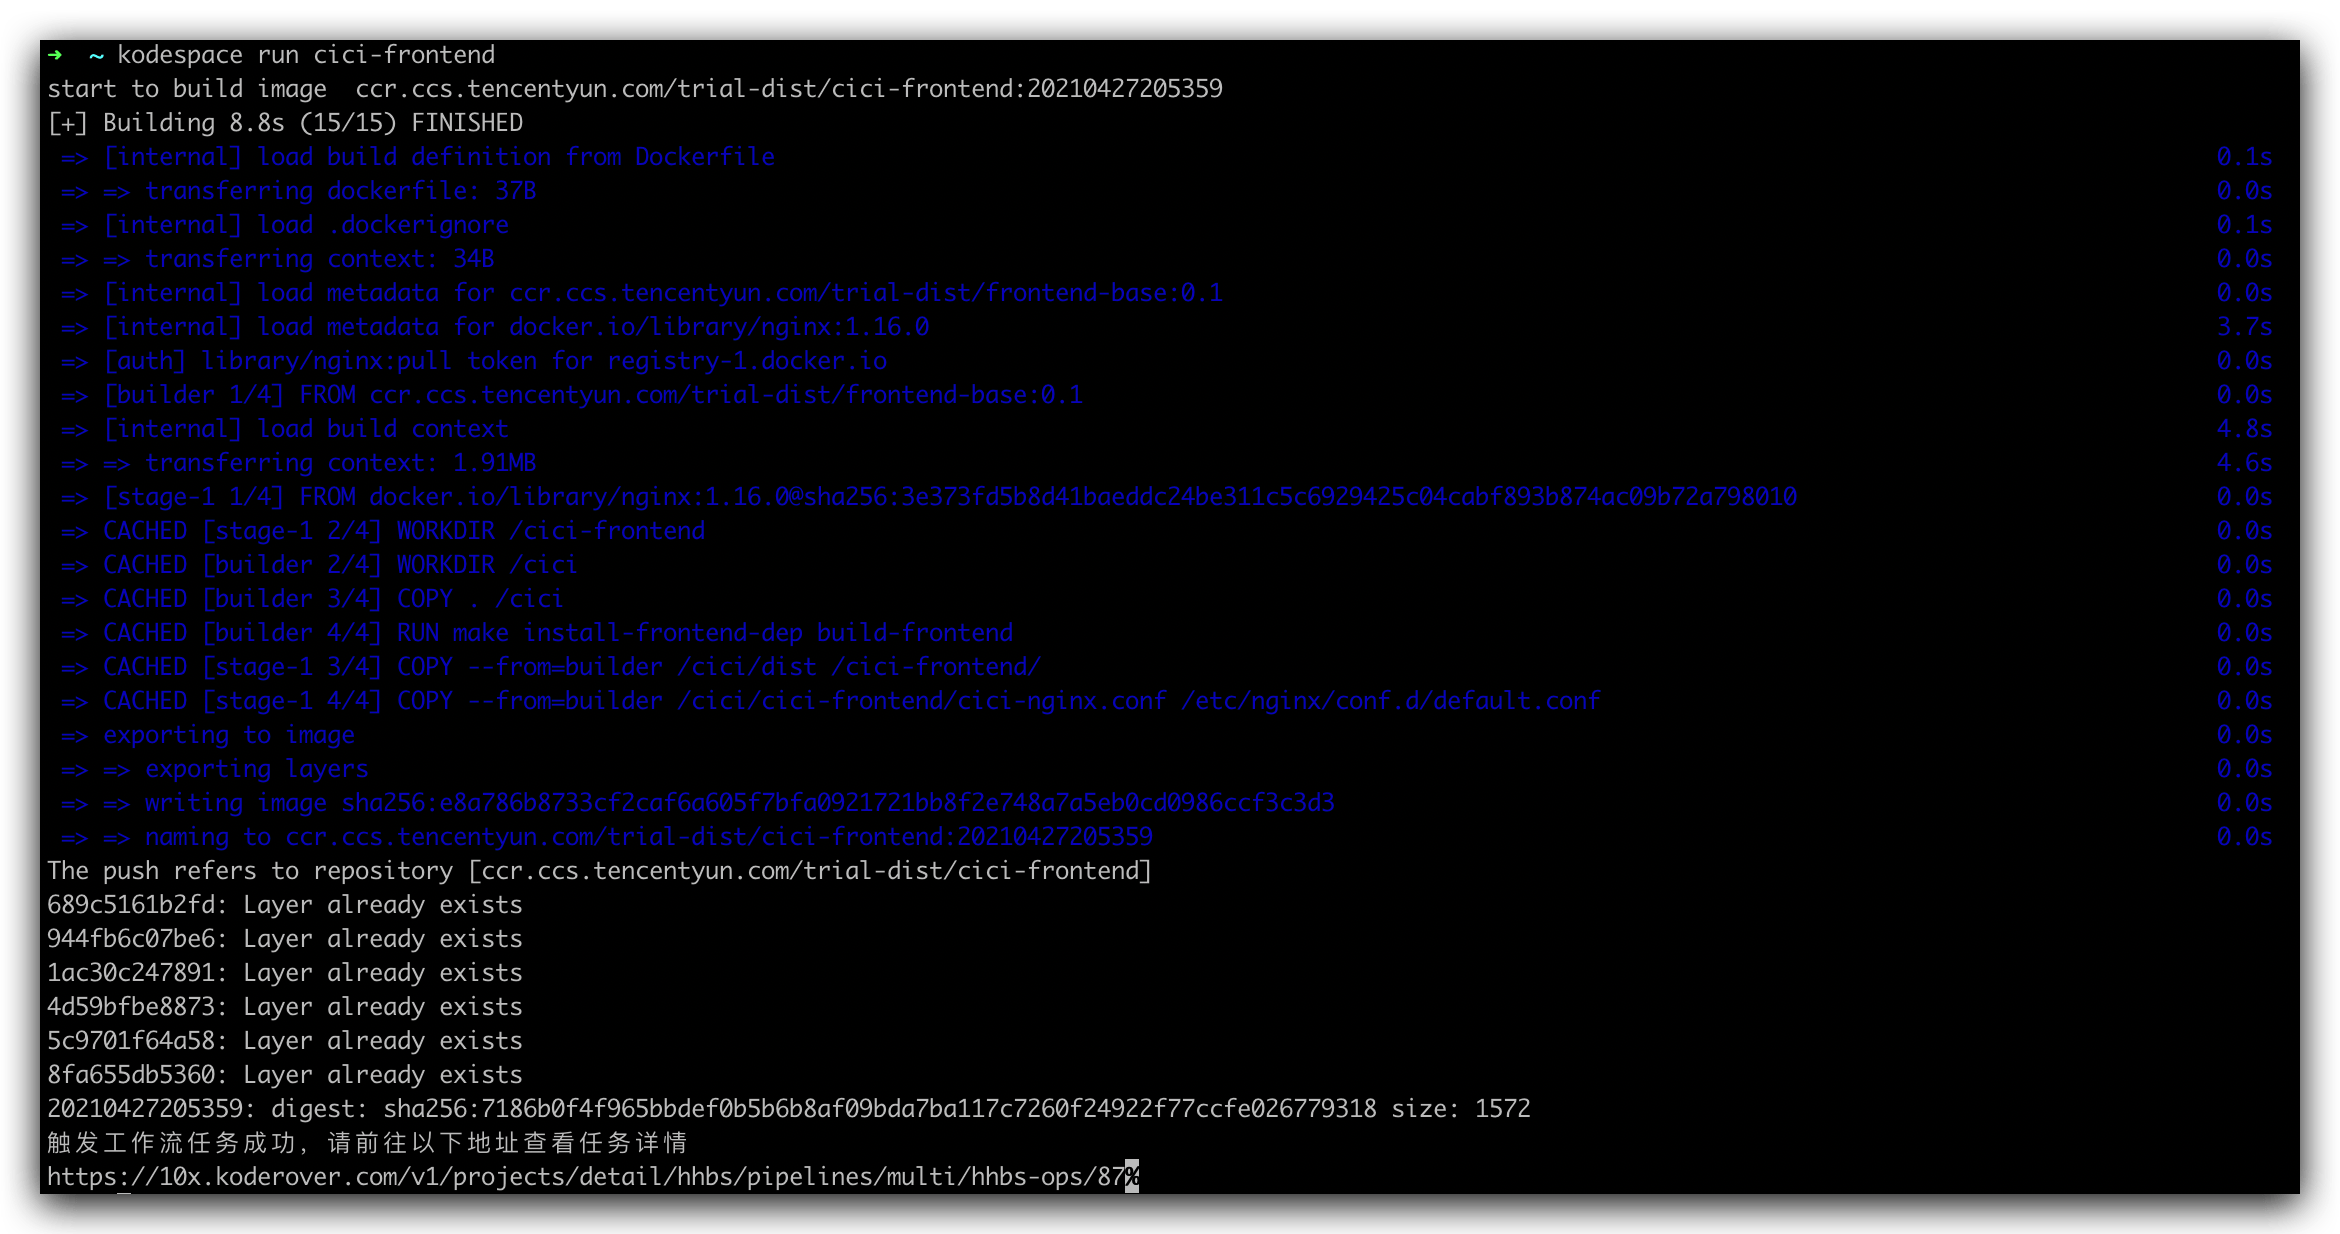 ➜  ~ kodespace run cici-frontend
start to build image  ccr.ccs.tencentyun.com/trial-dist/cici-frontend:20210427205359
[+] Building 8.8s (15/15) FINISHED
=> [internal] load build definition from Dockerfile 0.1s
=> => transferring dockerfile: 37B 0.0s
=> [internal] load .dockerignore 0.1s
=> => transferring context: 34B 0.0s
=> [internal] load metadata for ccr.ccs.tencentyun.com/trial-dist/frontend-base:0.1 0.0s
=> [internal] load metadata for docker.io/library/nginx:1.16.0 3.7s
=> [auth] library/nginx:pull token for registry-1.docker.io 0.0s
=> [builder 1/4] FROM ccr.ccs.tencentyun.com/trial-dist/frontend-base:0.1 0.0s
=> [internal] load build context 4.8s
=> => transferring context: 1.91MB 4.6s
=> [stage-1 1/4] FROM docker.io/library/nginx:1.16.0@sha256:3e373fd5b8d41baeddc24be311c5c6929425c04cabf893b874ac09b72a798010 0.0s
=> CACHED [stage-1 2/4] WORKDIR /cici-frontend 0.0s
=> CACHED [builder 2/4] WORKDIR /cici 0.0s
=> CACHED [builder 3/4] COPY . /cici 0.0s
=> CACHED [builder 4/4] RUN make install-frontend-dep build-frontend 0.0s
=> CACHED [stage-1 3/4] COPY --from=builder /cici/dist /cici-frontend/ 0.0s
=> CACHED [stage-1 4/4] COPY --from=builder /cici/cici-frontend/cici-nginx.conf /etc/nginx/conf.d/default.conf 0.0s
=> exporting to image 0.0s
=> => exporting layers 0.0s
=> => writing image sha256:e8a786b8733cf2caf6a605f7bfa0921721bb8f2e748a7a5eb0cd0986ccf3c3d3 0.0s
=> => naming to ccr.ccs.tencentyun.com/trial-dist/cici-frontend:20210427205359 0.0s
The push refers to repository [ccr.ccs.tencentyun.com/trial-dist/cici-frontend]
689c5161b2fd: Layer already exists
944fb6c07be6: Layer already exists
1ac30c247891: Layer already exists
4d59bfbe8873: Layer already exists
5c9701f64a58: Layer already exists
8fa655db5360: Layer already exists
20210427205359: digest: sha256:7186b0f4f965bbdef0b5b6b8af09bda7ba117c7260f24922f77ccfe026779318 size: 1572
触发工作流任务成功，请前往以下地址查看任务详情
https://10x.koderover.com/v1/projects/detail/hhbs/pipelines/multi/hhbs-ops/87%